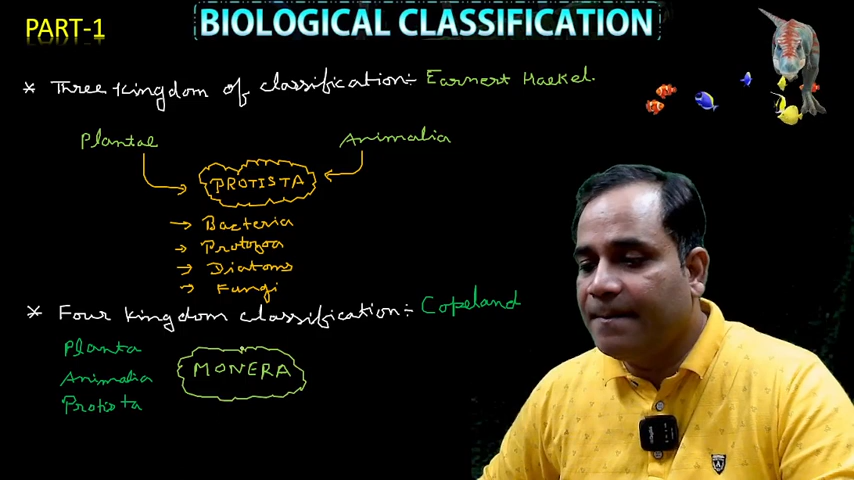 PART-1
BIOLOGICAL CLASSIFICATION
* Three kingdom of classification:- Earnert Haekel.
Plantae Animalia
PROTISTA
→ Bacteria
→ Protozoa
→ Diatoms
→ Fungi
* Four kingdom classification:- Copeland
Planta
Animalia
Protista
MONERA